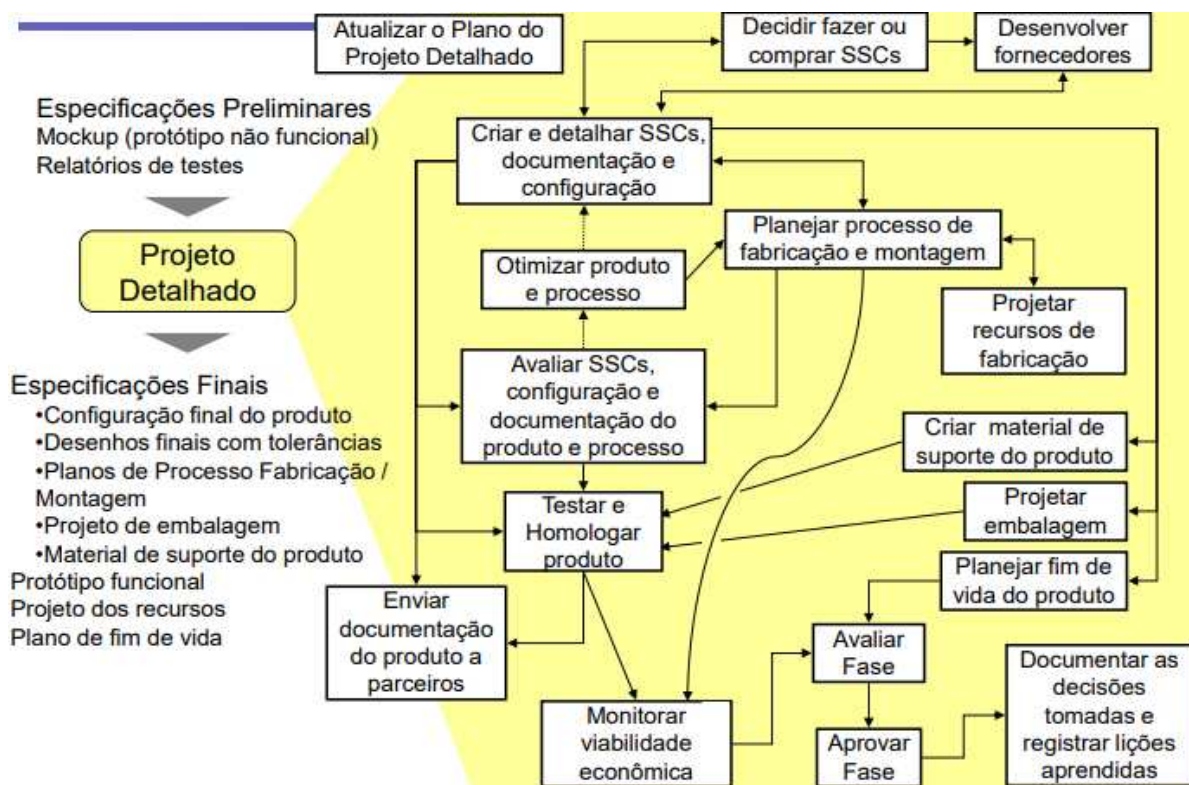 Atualizar o Plano do
Projeto Detalhado
Decidir fazer ou
comprar SSCs
Desenvolver
fornecedores
Especificações Preliminares
Mockup (protótipo não funcional)
Relatórios de testes
Projeto
Detalhado
Especificações Finais
•Configuração final do produto
•Desenhos finais com tolerâncias
•Planos de Processo Fabricação /
Montagem
•Projeto de embalagem
•Material de suporte do produto
Protótipo funcional
Projeto dos recursos
Plano de fim de vida
Criar e detalhar SSCs,
documentação e
configuração
Planejar processo de
fabricação e montagem
Otimizar produto
e processo
Projetar
recursos de
fabricação
Avaliar SSCs,
configuração e
documentação do
produto e processo
Criar material de
suporte do produto
Testar e
Homologar
produto
Projetar
embalagem
Planejar fim de
vida do produto
Enviar
documentação
do produto a
parceiros
Avaliar
Fase
Monitorar
viabilidade
econômica
Aprovar
Fase
Documentar as
decisões
tomadas e
registrar lições
aprendidas